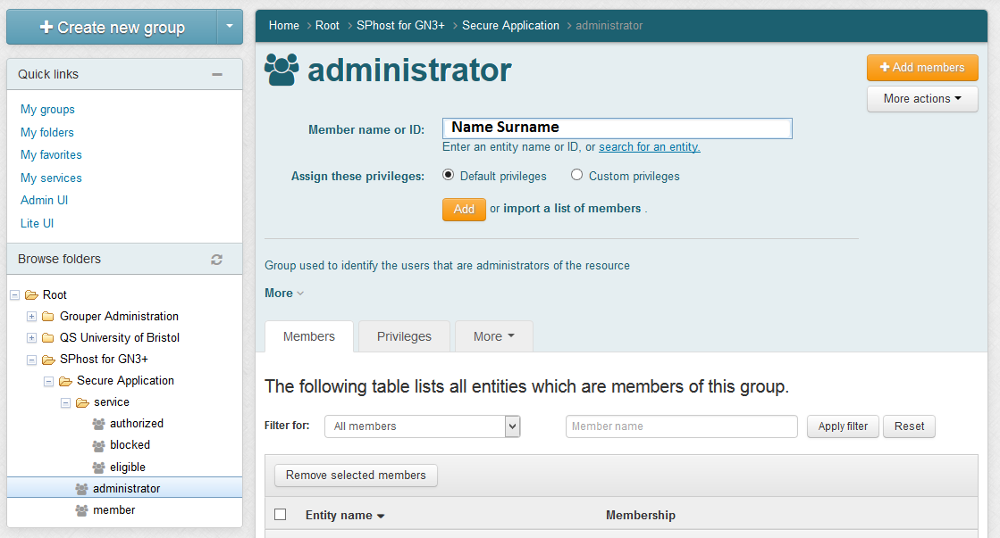 Create new group
Quick links
My groups
My folders
My favorites
My services
Admin UI
Lite UI
Browse folders
Root
Grouper Administration
QS University of Bristol
SPhost for GN3+
Secure Application
service
authorized
blocked
eligible
administrator
member
Home > Root > SPhost for GN3+ > Secure Application > administrator
administrator
Add members
More actions
Member name or ID: Name Surname
Enter an entity name or ID, or search for an entity.
Assign these privileges: Default privileges Custom privileges
Add or import a list of members .
Group used to identify the users that are administrators of the resource
More
Members Privileges More
The following table lists all entities which are members of this group.
Filter for: All members Member name Apply filter Reset
Remove selected members
Entity name Membership